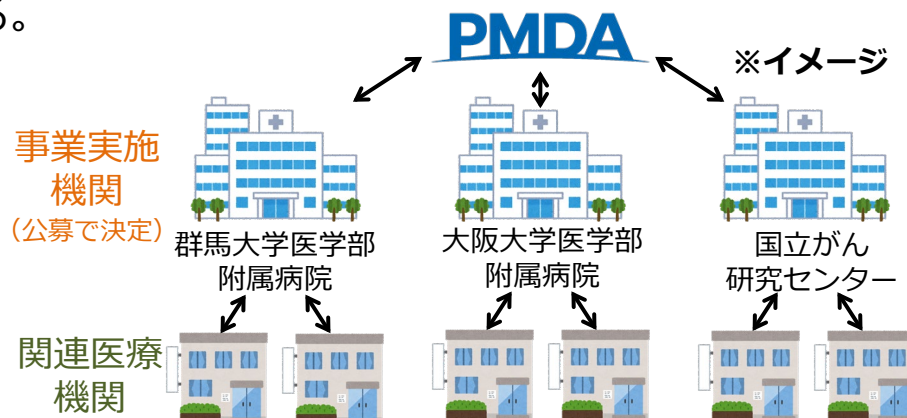 る。
PMDA
※イメージ
事業実施
機関
（公募で決定）
群馬大学医学部
附属病院
大阪大学医学部
附属病院
国立がん
研究センター
関連医療
機関